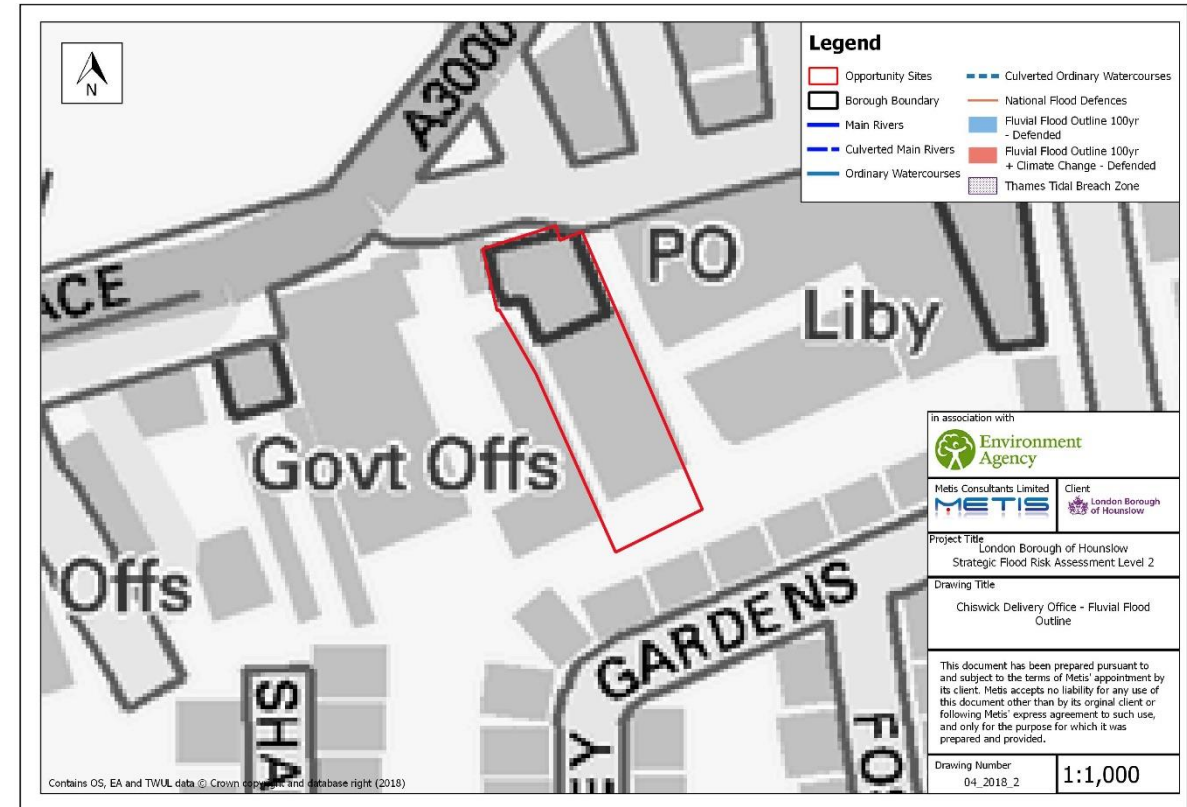 N
A3000
ACE
PO
Liby
Govt Offs
Offs
GARDENS
SHA
EY
FO
Contains OS, EA and TWUL data © Crown copyright and database right (2018)
Legend
Opportunity Sites
Borough Boundary
Main Rivers
Culverted Main Rivers
Ordinary Watercourses
Culverted Ordinary Watercourses
National Flood Defences
Fluvial Flood Outline 100yr
- Defended
Fluvial Flood Outline 100yr
+ Climate Change - Defended
Thames Tidal Breach Zone
in association with
Environment
Agency
Metis Consultants Limited
METIS
Client
London Borough
of Hounslow
Project Title
London Borough of Hounslow
Strategic Flood Risk Assessment Level 2
Drawing Title
Chiswick Delivery Office - Fluvial Flood
Outline
This document has been prepared pursuant to
and subject to the terms of Metis' appointment by
its client. Metis accepts no liability for any use of
this document other than by its orginal client or
following Metis' express agreement to such use,
and only for the purpose for which it was
prepared and provided.
Drawing Number
04_2018_2
1:1,000